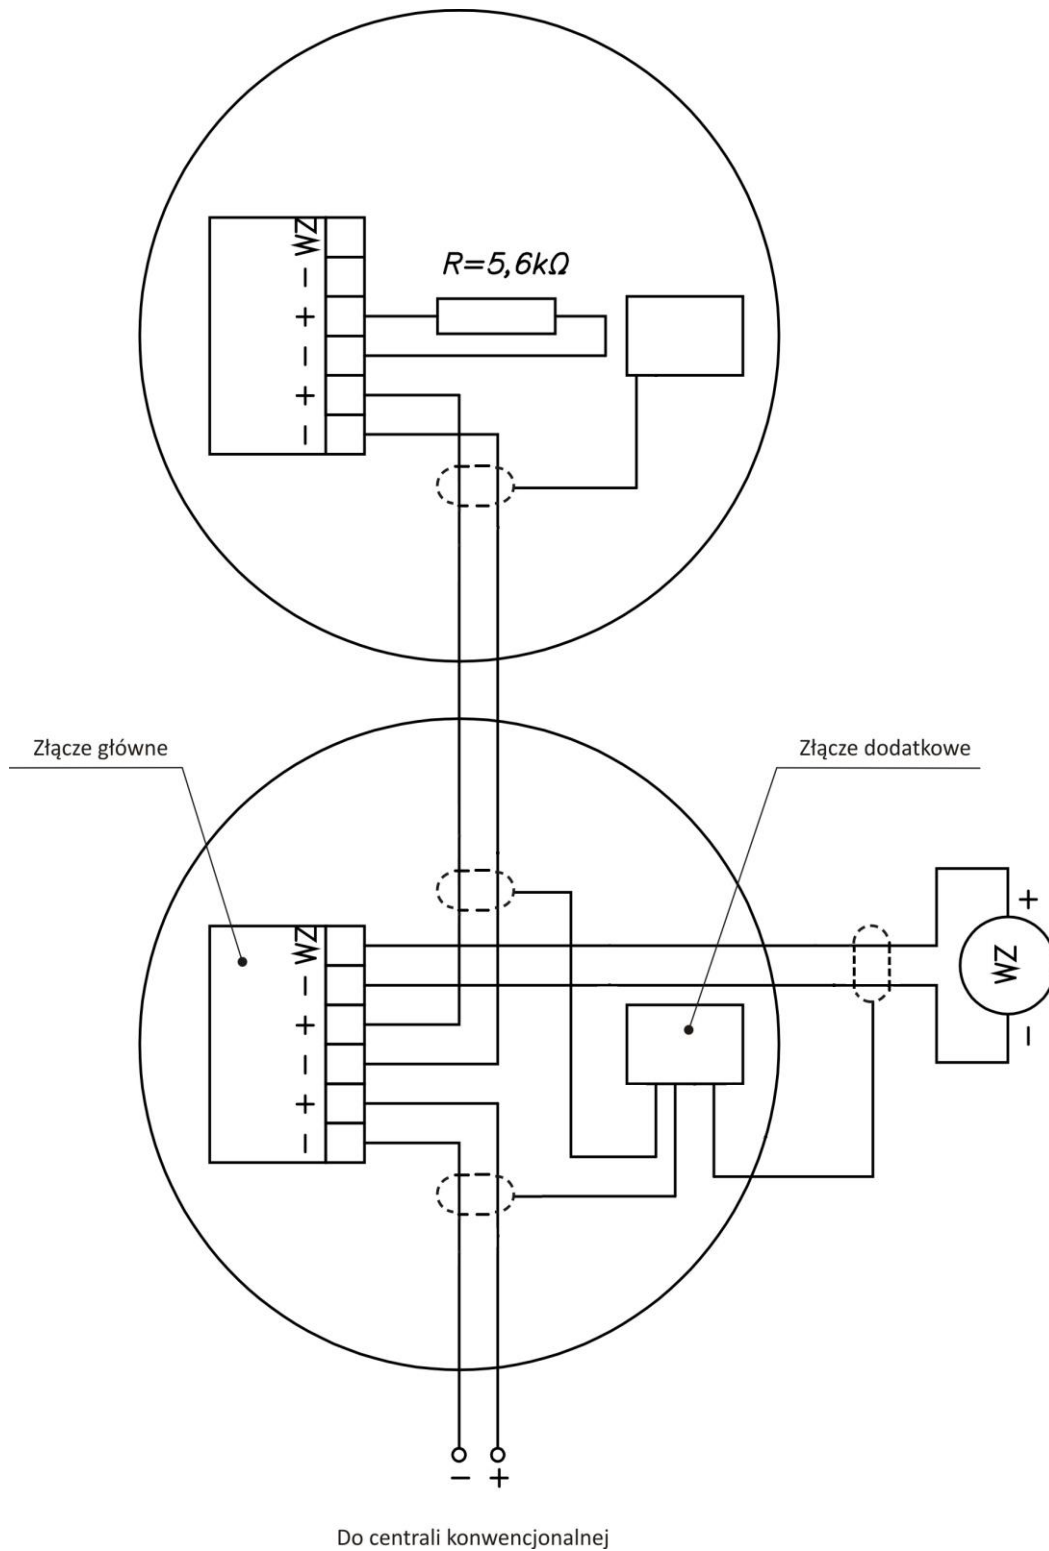 WZ
−
+
−
+
−
R=5,6kΩ
Złącze główne
Złącze dodatkowe
WZ
−
+
−
+
−
+
WZ
−
− +
Do centrali konwencjonalnej